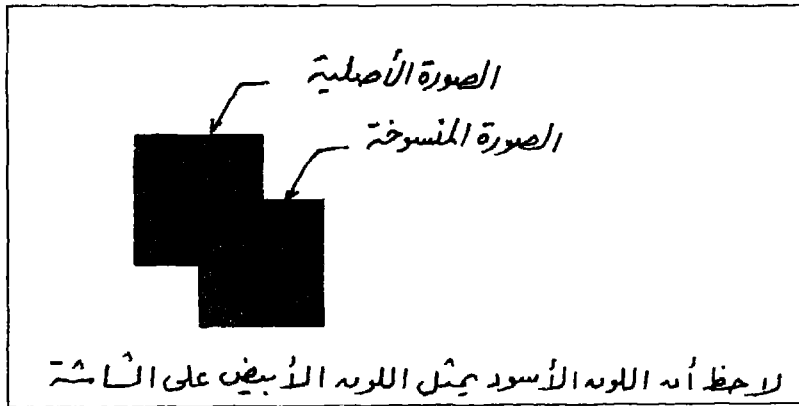 الصورة الأصلية
الصورة المنسوخة
لاحظ أن اللون الأسود يمثل اللون الأبيض على الشاشة